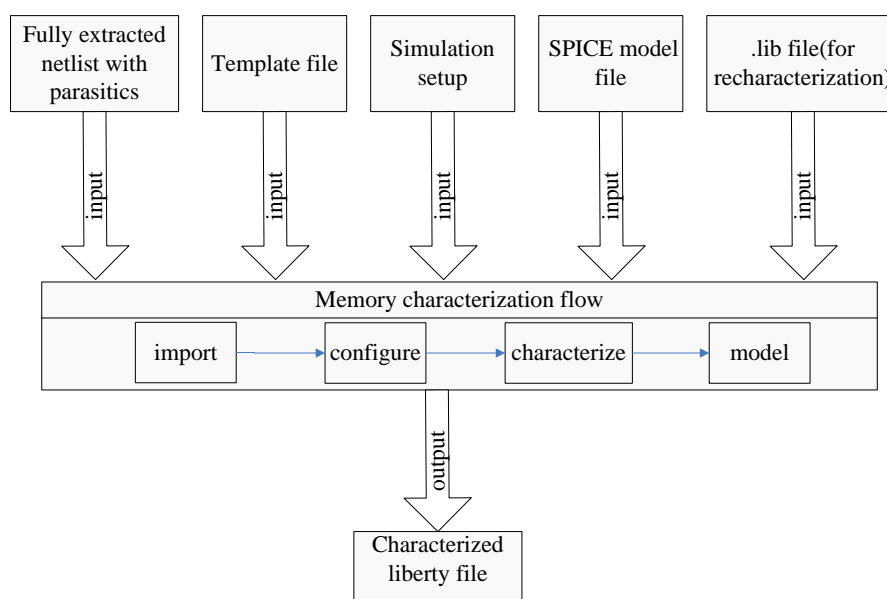 Fully extracted
netlist with
parasitics
Template file
Simulation
setup
SPICE model
file
.lib file(for
recharacterization)
input
input
input
input
input
Memory characterization flow
import
configure
characterize
model
output
Characterized
liberty file